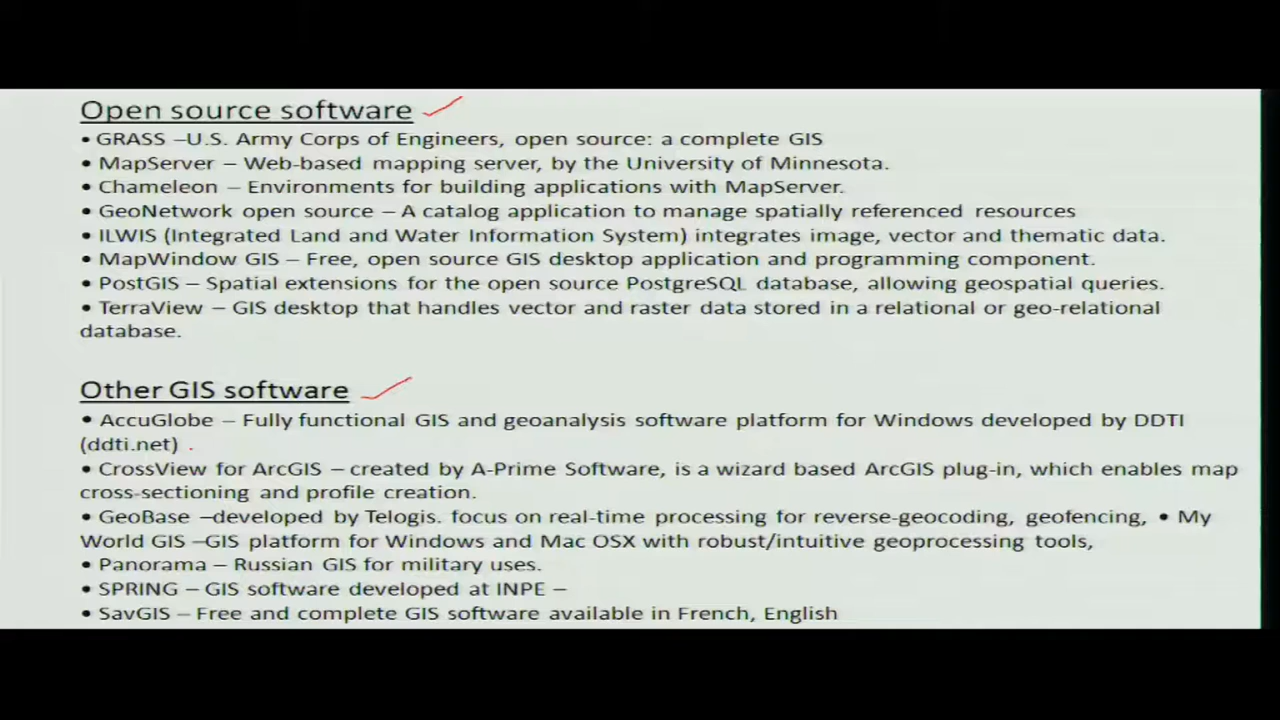 Open source software
• GRASS –U.S. Army Corps of Engineers, open source: a complete GIS
• MapServer – Web-based mapping server, by the University of Minnesota.
• Chameleon – Environments for building applications with MapServer.
• GeoNetwork open source – A catalog application to manage spatially referenced resources
• ILWIS (Integrated Land and Water Information System) integrates image, vector and thematic data.
• MapWindow GIS – Free, open source GIS desktop application and programming component.
• PostGIS – Spatial extensions for the open source PostgreSQL database, allowing geospatial queries.
• TerraView – GIS desktop that handles vector and raster data stored in a relational or geo-relational
database.
Other GIS software
• AccuGlobe – Fully functional GIS and geoanalysis software platform for Windows developed by DDTI
(ddti.net) .
• CrossView for ArcGIS – created by A-Prime Software, is a wizard based ArcGIS plug-in, which enables map
cross-sectioning and profile creation.
• GeoBase –developed by Telogis. focus on real-time processing for reverse-geocoding, geofencing, • My
World GIS –GIS platform for Windows and Mac OSX with robust/intuitive geoprocessing tools,
• Panorama – Russian GIS for military uses.
• SPRING – GIS software developed at INPE –
• SavGIS – Free and complete GIS software available in French, English